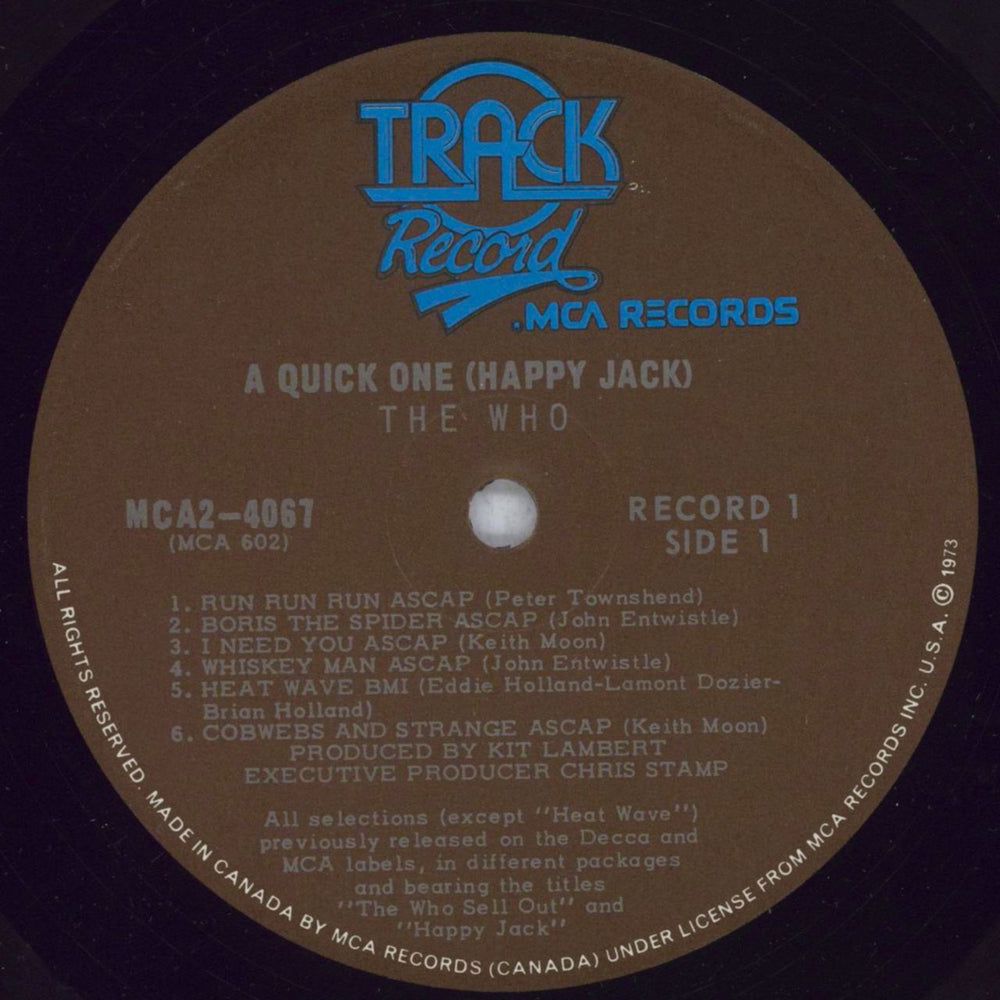 TRACK
Record
.MCA RECORDS
A QUICK ONE (HAPPY JACK)
THE WHO
MCA2-4067
(MCA 602)
RECORD 1
SIDE 1
1. RUN RUN RUN ASCAP (Peter Townshend)
2. BORIS THE SPIDER ASCAP (John Entwistle)
3. I NEED YOU ASCAP (Keith Moon)
4. WHISKEY MAN ASCAP (John Entwistle)
5. HEAT WAVE BMI (Eddie Holland-Lamont Dozier-
Brian Holland)
6. COBWEBS AND STRANGE ASCAP (Keith Moon)
PRODUCED BY KIT LAMBERT
EXECUTIVE PRODUCER CHRIS STAMP
All selections (except "Heat Wave")
previously released on the Decca and
MCA labels, in different packages
and bearing the titles
"The Who Sell Out" and
"Happy Jack"
ALL RIGHTS RESERVED. MADE IN CANADA BY MCA RECORDS (CANADA) UNDER LICENSE FROM MCA RECORDS INC. U.S.A. © 1973